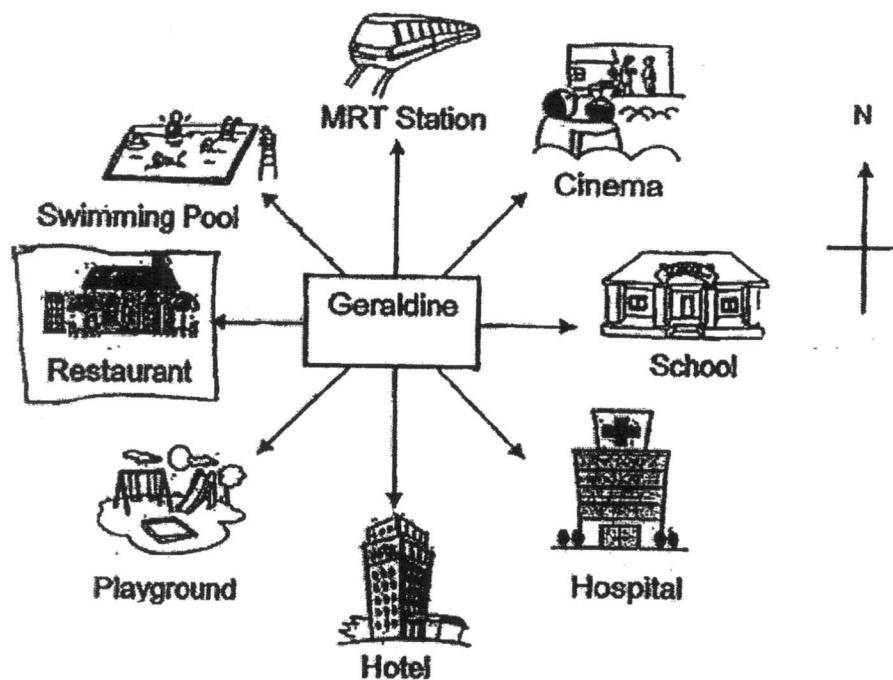 MRT Station
N
Cinema
Swimming Pool
Geraldine
Restaurant
School
Playground
Hospital
Hotel